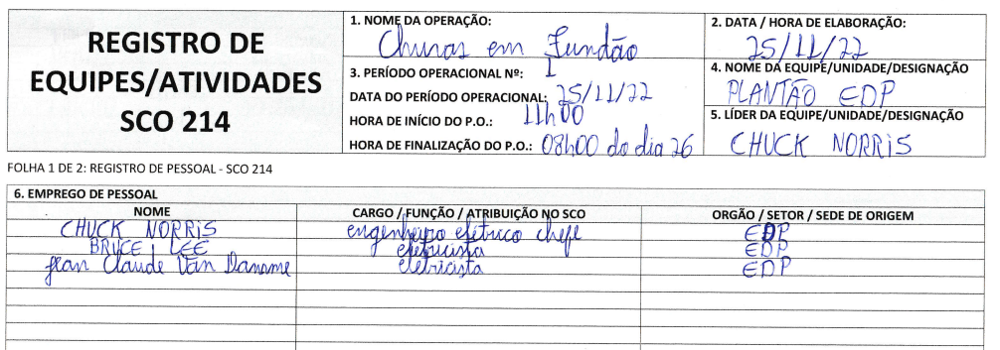 REGISTRO DE
EQUIPES/ATIVIDADES
SCO 214
1. NOME DA OPERAÇÃO:
Chuvas em Fundão
2. DATA / HORA DE ELABORAÇÃO:
25/11/22
3. PERÍODO OPERACIONAL Nº: 1
DATA DO PERÍODO OPERACIONAL: 25/11/22
HORA DE INÍCIO DO P.O.: 11h00
HORA DE FINALIZAÇÃO DO P.O.: 08h00 do dia 26
4. NOME DA EQUIPE/UNIDADE/DESIGNAÇÃO
PLANTÃO EDP
5. LÍDER DA EQUIPE/UNIDADE/DESIGNAÇÃO
CHUCK NORRIS
FOLHA 1 DE 2: REGISTRO DE PESSOAL - SCO 214
6. EMPREGO DE PESSOAL
NOME CARGO / FUNÇÃO / ATRIBUIÇÃO NO SCO ORGÃO / SETOR / SEDE DE ORIGEM
CHUCK NORRIS engenheiro elétrico chefe EDP
BRUCE LEE eletricista EDP
Jean Claude Van Damme eletricista EDP